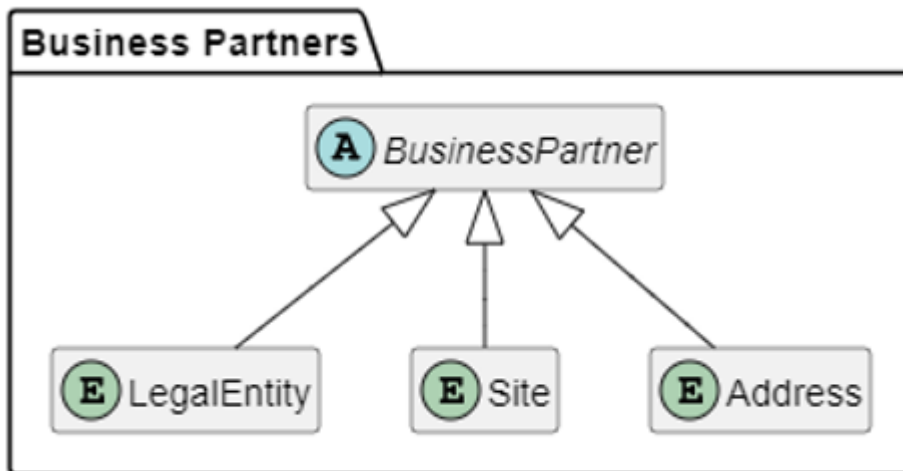 Business Partners
A BusinessPartner
E LegalEntity
E Site
E Address